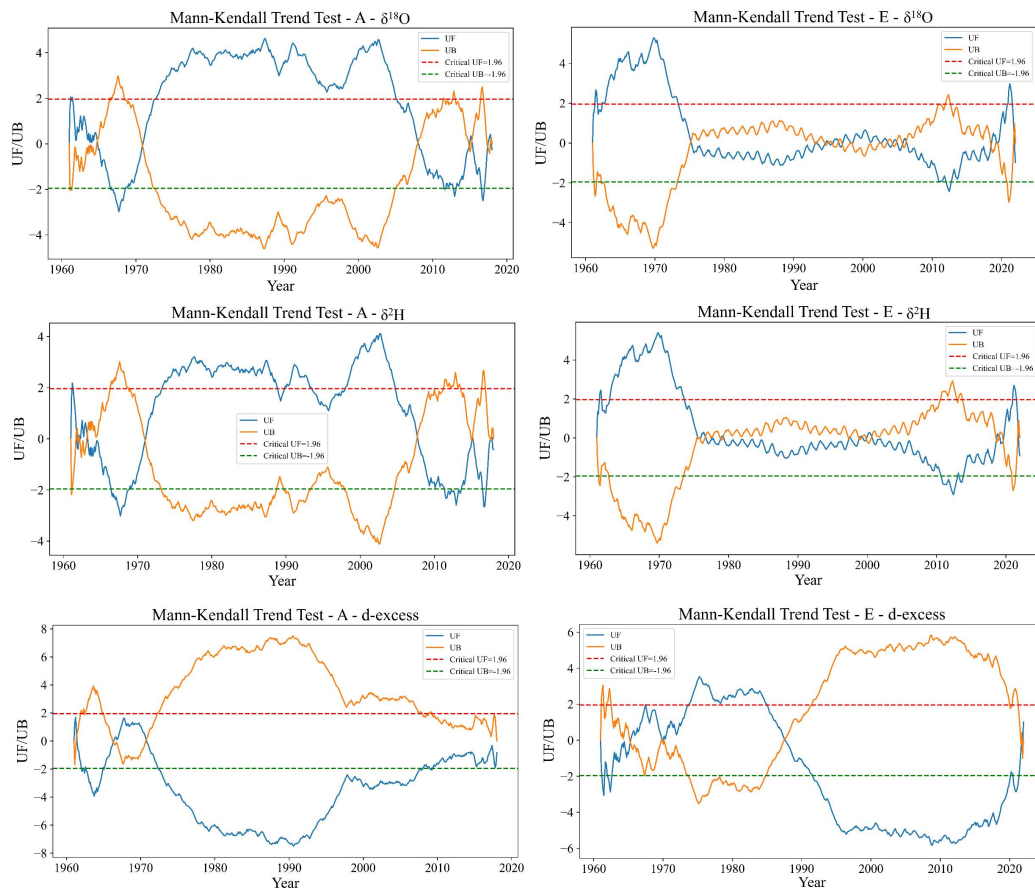 Mann-Kendall Trend Test - A - δ¹⁸O
UF/UB
4
2
0
−2
−4
1960 1970 1980 1990 2000 2010 2020
Year
UF
UB
Critical UF=1.96
Critical UB=-1.96
Mann-Kendall Trend Test - E - δ¹⁸O
UF/UB
4
2
0
−2
−4
1960 1970 1980 1990 2000 2010 2020
Year
UF
UB
Critical UF=1.96
Critical UB=-1.96
Mann-Kendall Trend Test - A - δ²H
UF/UB
4
2
0
−2
−4
1960 1970 1980 1990 2000 2010 2020
Year
UF
UB
Critical UF=1.96
Critical UB=-1.96
Mann-Kendall Trend Test - E - δ²H
UF/UB
4
2
0
−2
−4
1960 1970 1980 1990 2000 2010 2020
Year
UF
UB
Critical UF=1.96
Critical UB=-1.96
Mann-Kendall Trend Test - A - d-excess
UF/UB
8
6
4
2
0
−2
−4
−6
−8
1960 1970 1980 1990 2000 2010 2020
Year
UF
UB
Critical UF=1.96
Critical UB=-1.96
Mann-Kendall Trend Test - E - d-excess
UF/UB
6
4
2
0
−2
−4
−6
1960 1970 1980 1990 2000 2010 2020
Year
UF
UB
Critical UF=1.96
Critical UB=-1.96